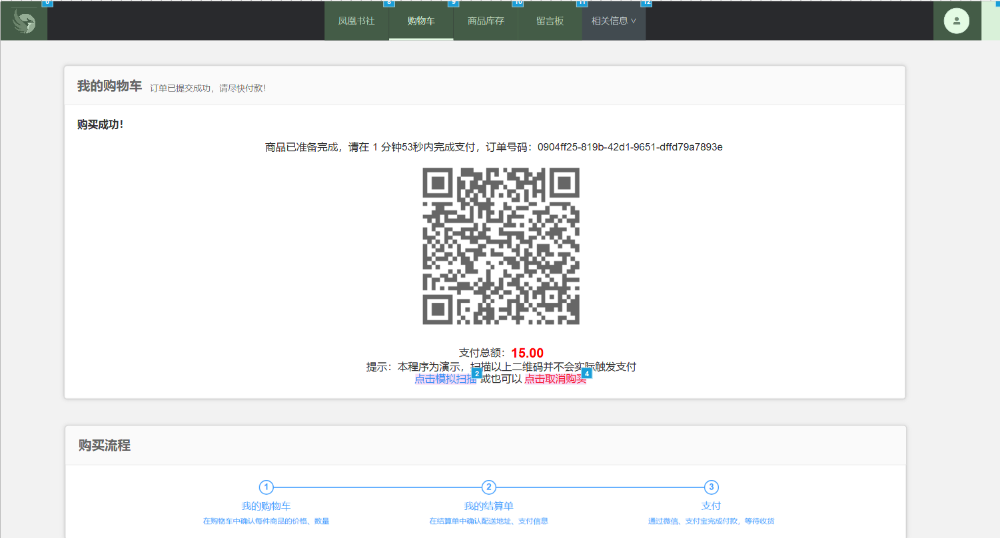 0 8 9 10 11 12
凤凰书社 购物车 商品库存 留言板 相关信息 ∨
我的购物车 订单已提交成功，请尽快付款！
购买成功！
商品已准备完成，请在 1 分钟53秒内完成支付，订单号码：0904ff25-819b-42d1-9651-dffd79a7893e
支付总额：15.00
提示：本程序为演示，扫描以上二维码并不会实际触发支付
点击模拟扫描 2 或也可以 点击取消购买 4
购买流程
1 2 3
我的购物车 我的结算单 支付
在购物车中确认每件商品的价格、数量 在结算单中确认配送地址、支付信息 通过微信、支付宝完成付款，等待收货